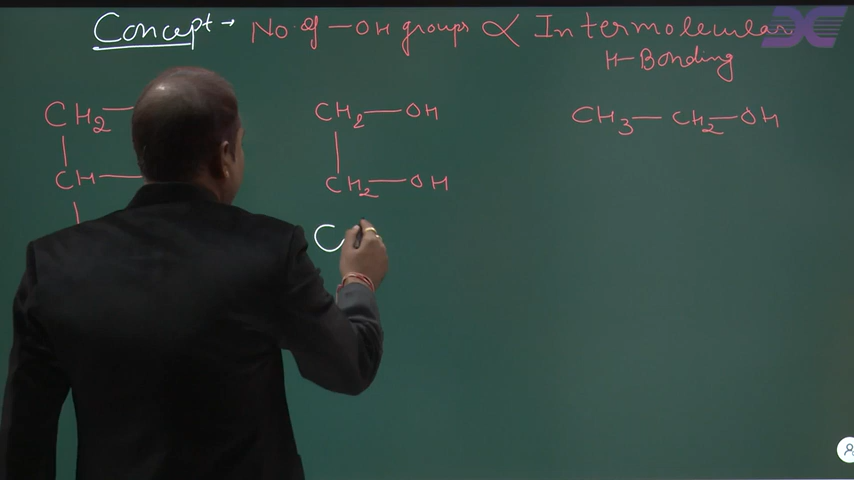 Concept → No. of -OH groups ∝ Intermolecular
H-Bonding
CH2—
CH—
CH2—OH
CH2—OH
C
CH3—CH2—OH